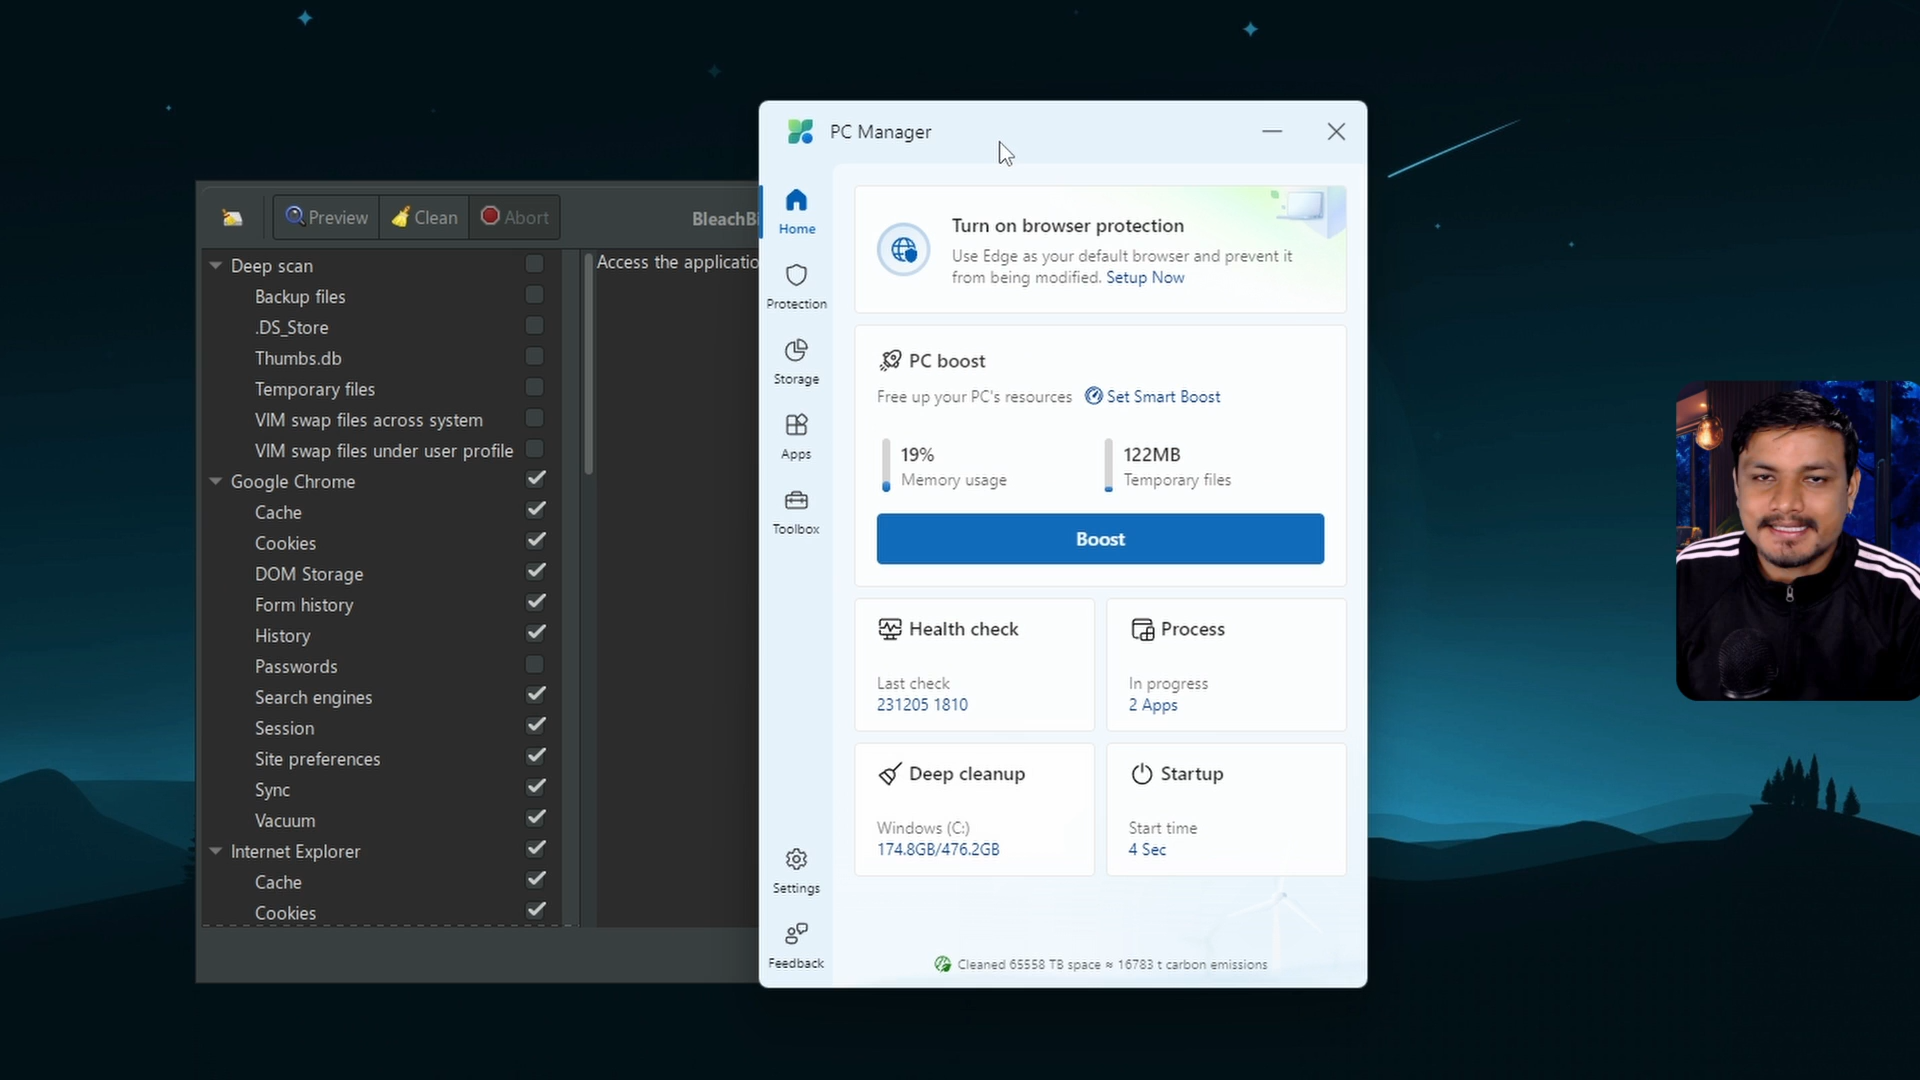 Preview
Clean
Abort
BleachBi
Deep scan
Backup files
.DS_Store
Thumbs.db
Temporary files
VIM swap files across system
VIM swap files under user profile
Google Chrome
Cache
Cookies
DOM Storage
Form history
History
Passwords
Search engines
Session
Site preferences
Sync
Vacuum
Internet Explorer
Cache
Cookies
Access the applicatio
PC Manager
Home
Protection
Storage
Apps
Toolbox
Settings
Feedback
Turn on browser protection
Use Edge as your default browser and prevent it
from being modified. Setup Now
PC boost
Free up your PC's resources Set Smart Boost
19%
Memory usage
122MB
Temporary files
Boost
Health check
Last check
231205 1810
Process
In progress
2 Apps
Deep cleanup
Windows (C:)
174.8GB/476.2GB
Startup
Start time
4 Sec
Cleaned 65558 TB space ≈ 16783 t carbon emissions